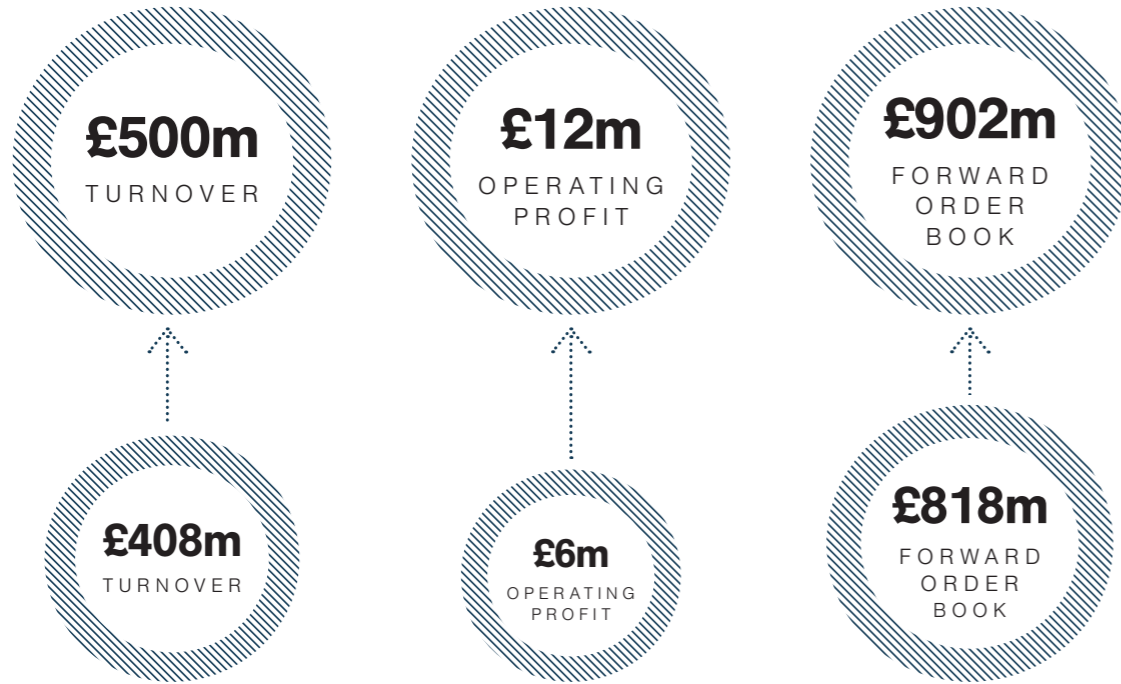 £500m
TURNOVER
£12m
OPERATING
PROFIT
£902m
FORWARD
ORDER
BOOK
£408m
TURNOVER
£6m
OPERATING
PROFIT
£818m
FORWARD
ORDER
BOOK